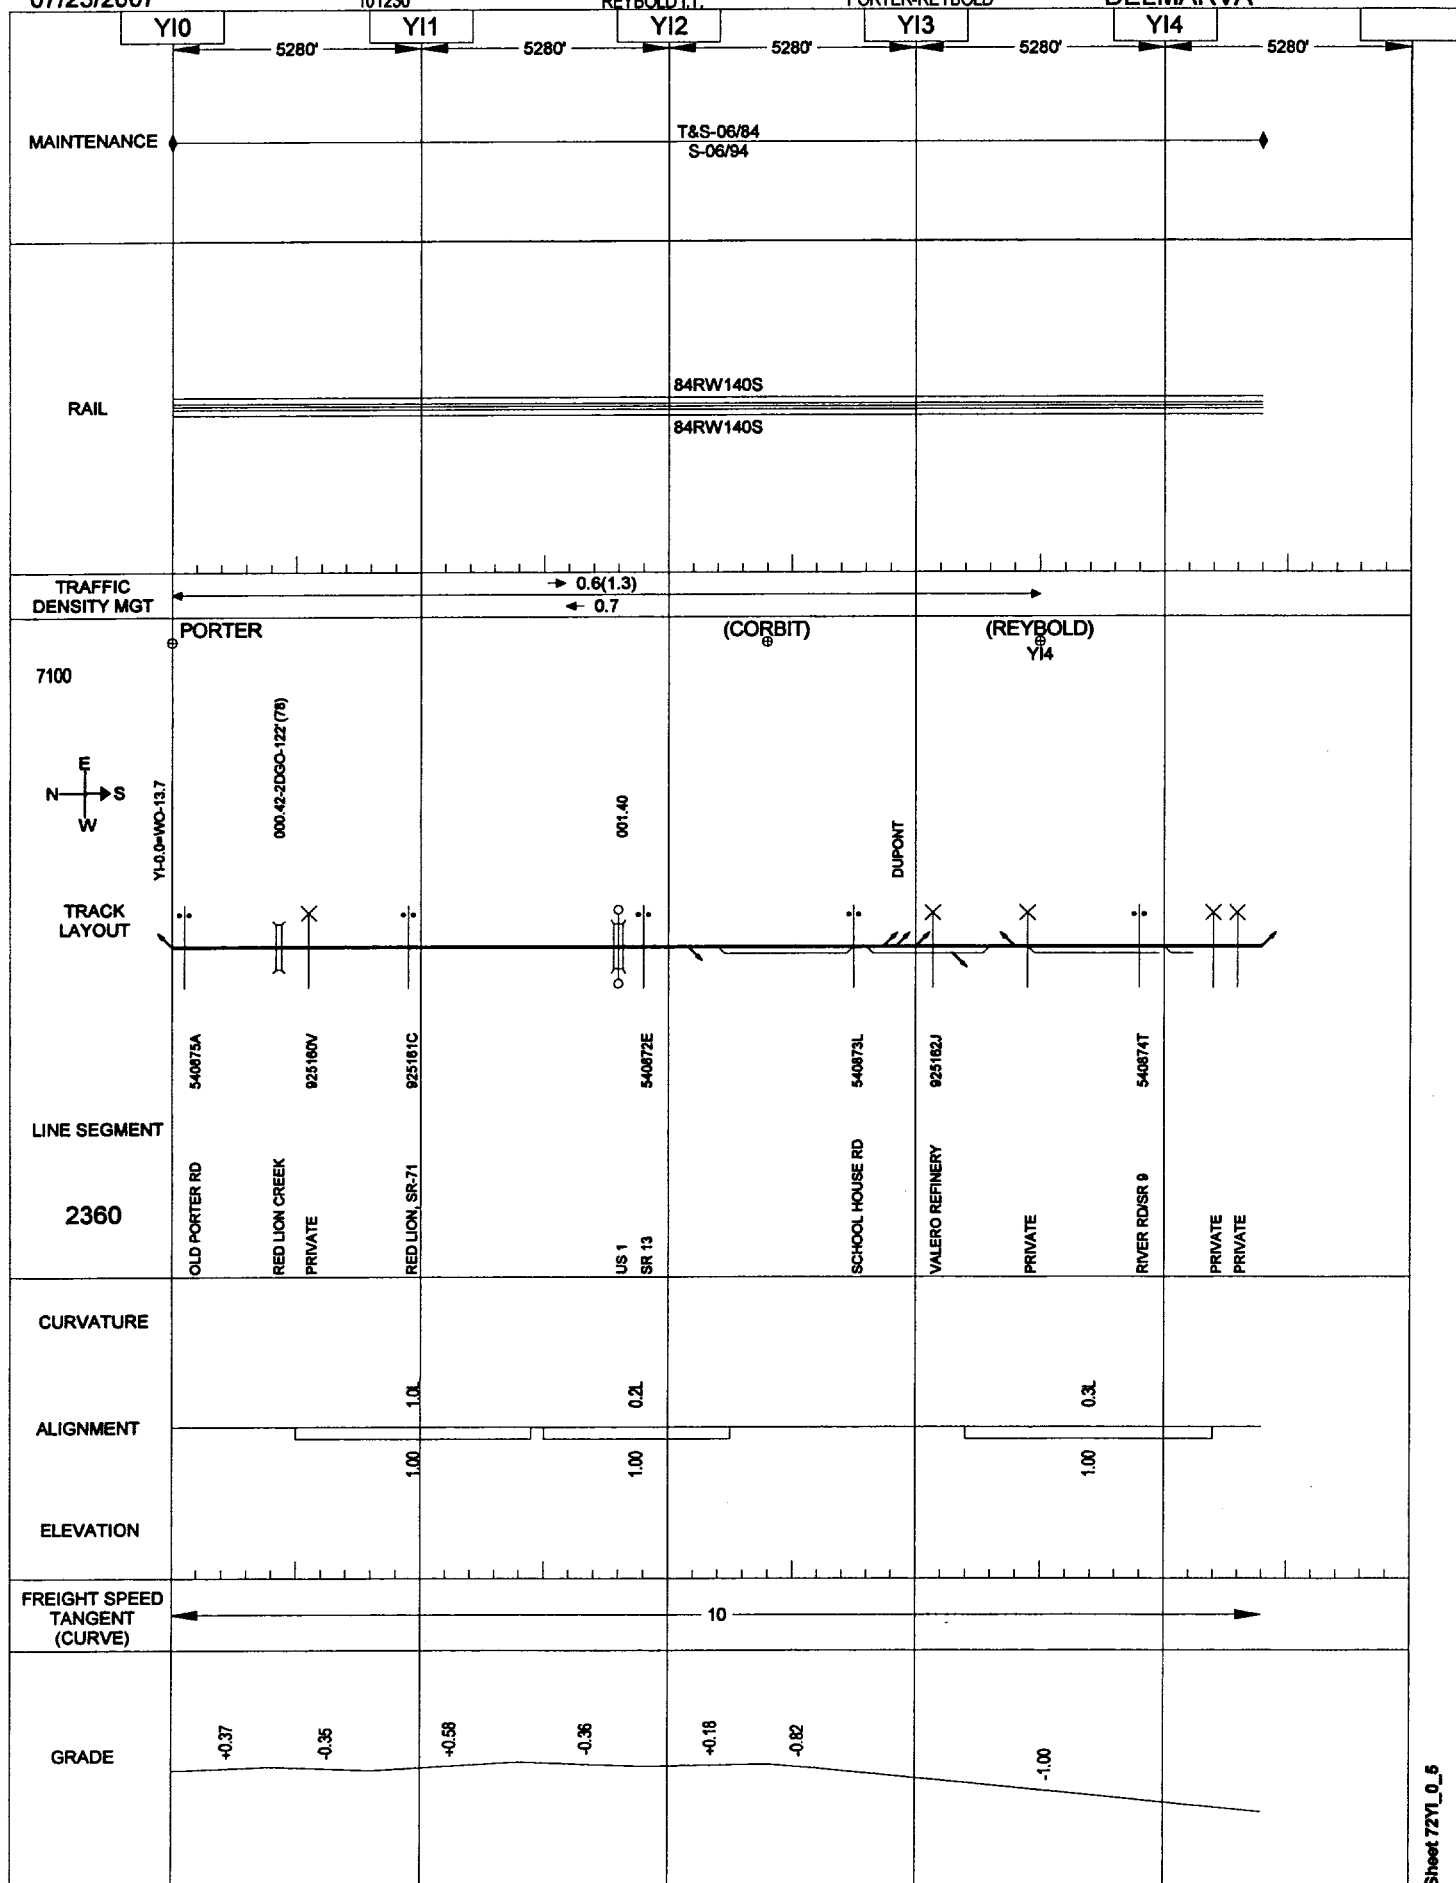 07/25/2007 101230 REYBOLD I.T. PORTER-REYBOLD DELMARVA
YI0 YI1 YI2 YI3 YI4
5280' 5280' 5280' 5280' 5280'
MAINTENANCE
T&S-06/84
S-06/94
RAIL
84RW140S
84RW140S
TRAFFIC
DENSITY MGT
0.6(1.3)
0.7
PORTER (CORBIT) (REYBOLD)
YI4
7100
E
N S
W
YI-0.0=WO-13.7
000.42-2DGO-122'(78)
001.40
DUPONT
TRACK
LAYOUT
540875A
925160V
925161C
540872E
540873L
925162J
540874T
LINE SEGMENT
2360
OLD PORTER RD
RED LION CREEK
PRIVATE
RED LION, SR-71
US 1
SR 13
SCHOOL HOUSE RD
VALERO REFINERY
PRIVATE
RIVER RD/SR 9
PRIVATE
PRIVATE
CURVATURE
1.0L 0.2L 0.3L
ALIGNMENT
1.00 1.00 1.00
ELEVATION
FREIGHT SPEED
TANGENT
(CURVE)
10
GRADE
+0.37 -0.35 +0.58 -0.36 +0.18 -0.82 -1.00
Sheet 72YI_0_5